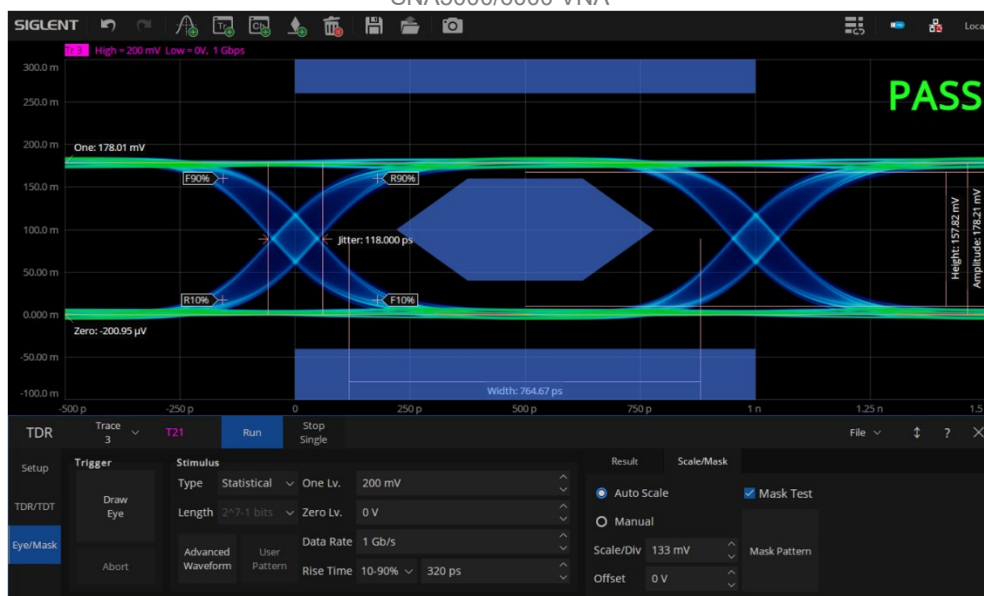 SNA5000/6000 VNA
SIGLENT
Tr
Cb
Loca
Tr 3 High = 200 mV Low = 0V, 1 Gbps
PASS
300.0 m
250.0 m
200.0 m
150.0 m
100.0 m
50.00 m
0.000 m
-50.00 m
-100.0 m
One: 178.01 mV
F90%
R90%
Jitter: 118.000 ps
R10%
F10%
Zero: -200.95 µV
Height: 157.82 mV
Amplitude: 178.21 mV
Width: 764.67 ps
-500 p -250 p 0 250 p 500 p 750 p 1 n 1.25 n 1.5
TDR Trace 3 T21 Run Stop Single File ?
Setup
TDR/TDT
Eye/Mask
Trigger
Draw
Eye
Abort
Stimulus
Type Statistical One Lv. 200 mV
Length 2^7-1 bits Zero Lv. 0 V
Data Rate 1 Gb/s
Advanced Waveform User Pattern
Rise Time 10-90% 320 ps
Result Scale/Mask
Auto Scale Mask Test
Manual
Scale/Div 133 mV Mask Pattern
Offset 0 V